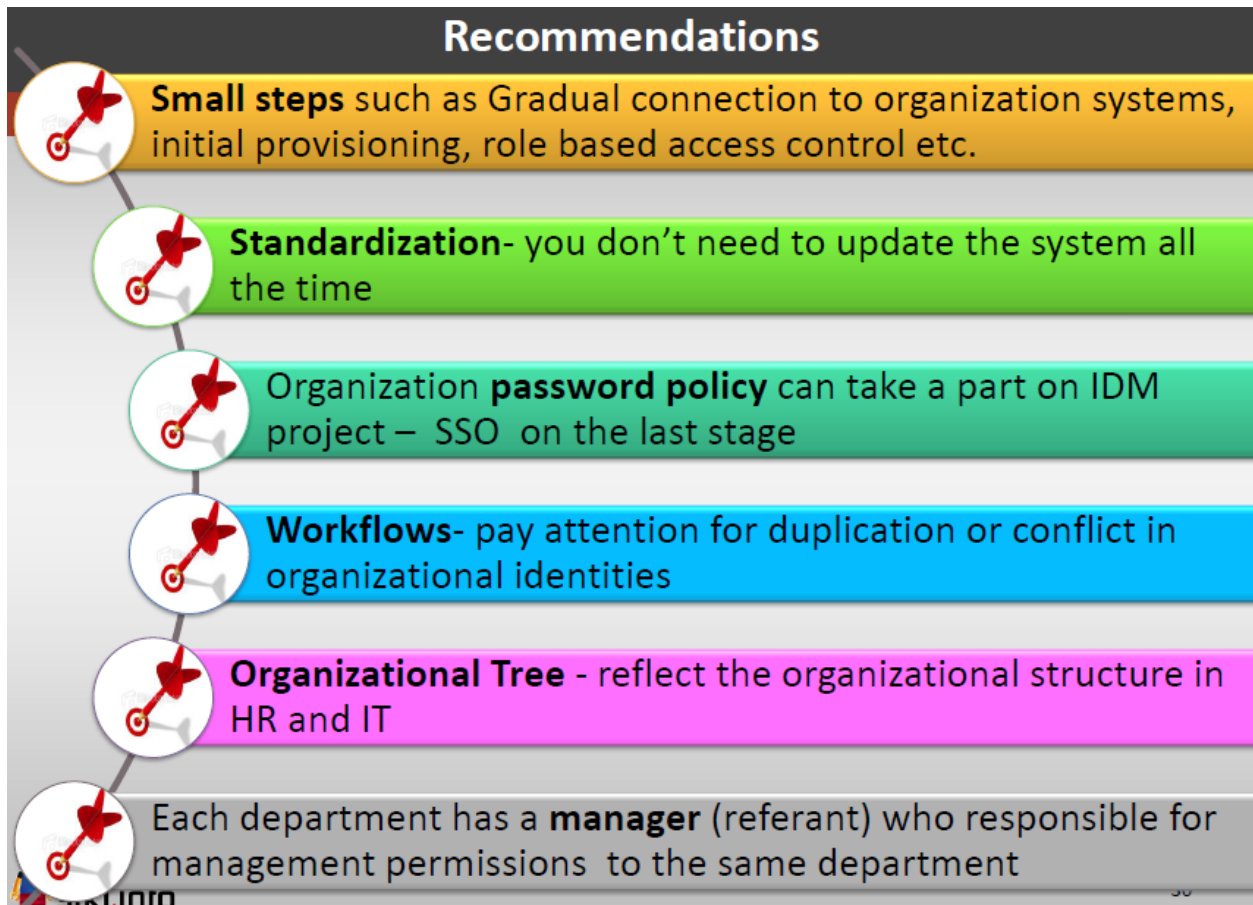 Recommendations
Small steps such as Gradual connection to organization systems,
initial provisioning, role based access control etc.
Standardization- you don't need to update the system all
the time
Organization password policy can take a part on IDM
project – SSO on the last stage
Workflows- pay attention for duplication or conflict in
organizational identities
Organizational Tree - reflect the organizational structure in
HR and IT
Each department has a manager (referant) who responsible for
management permissions to the same department